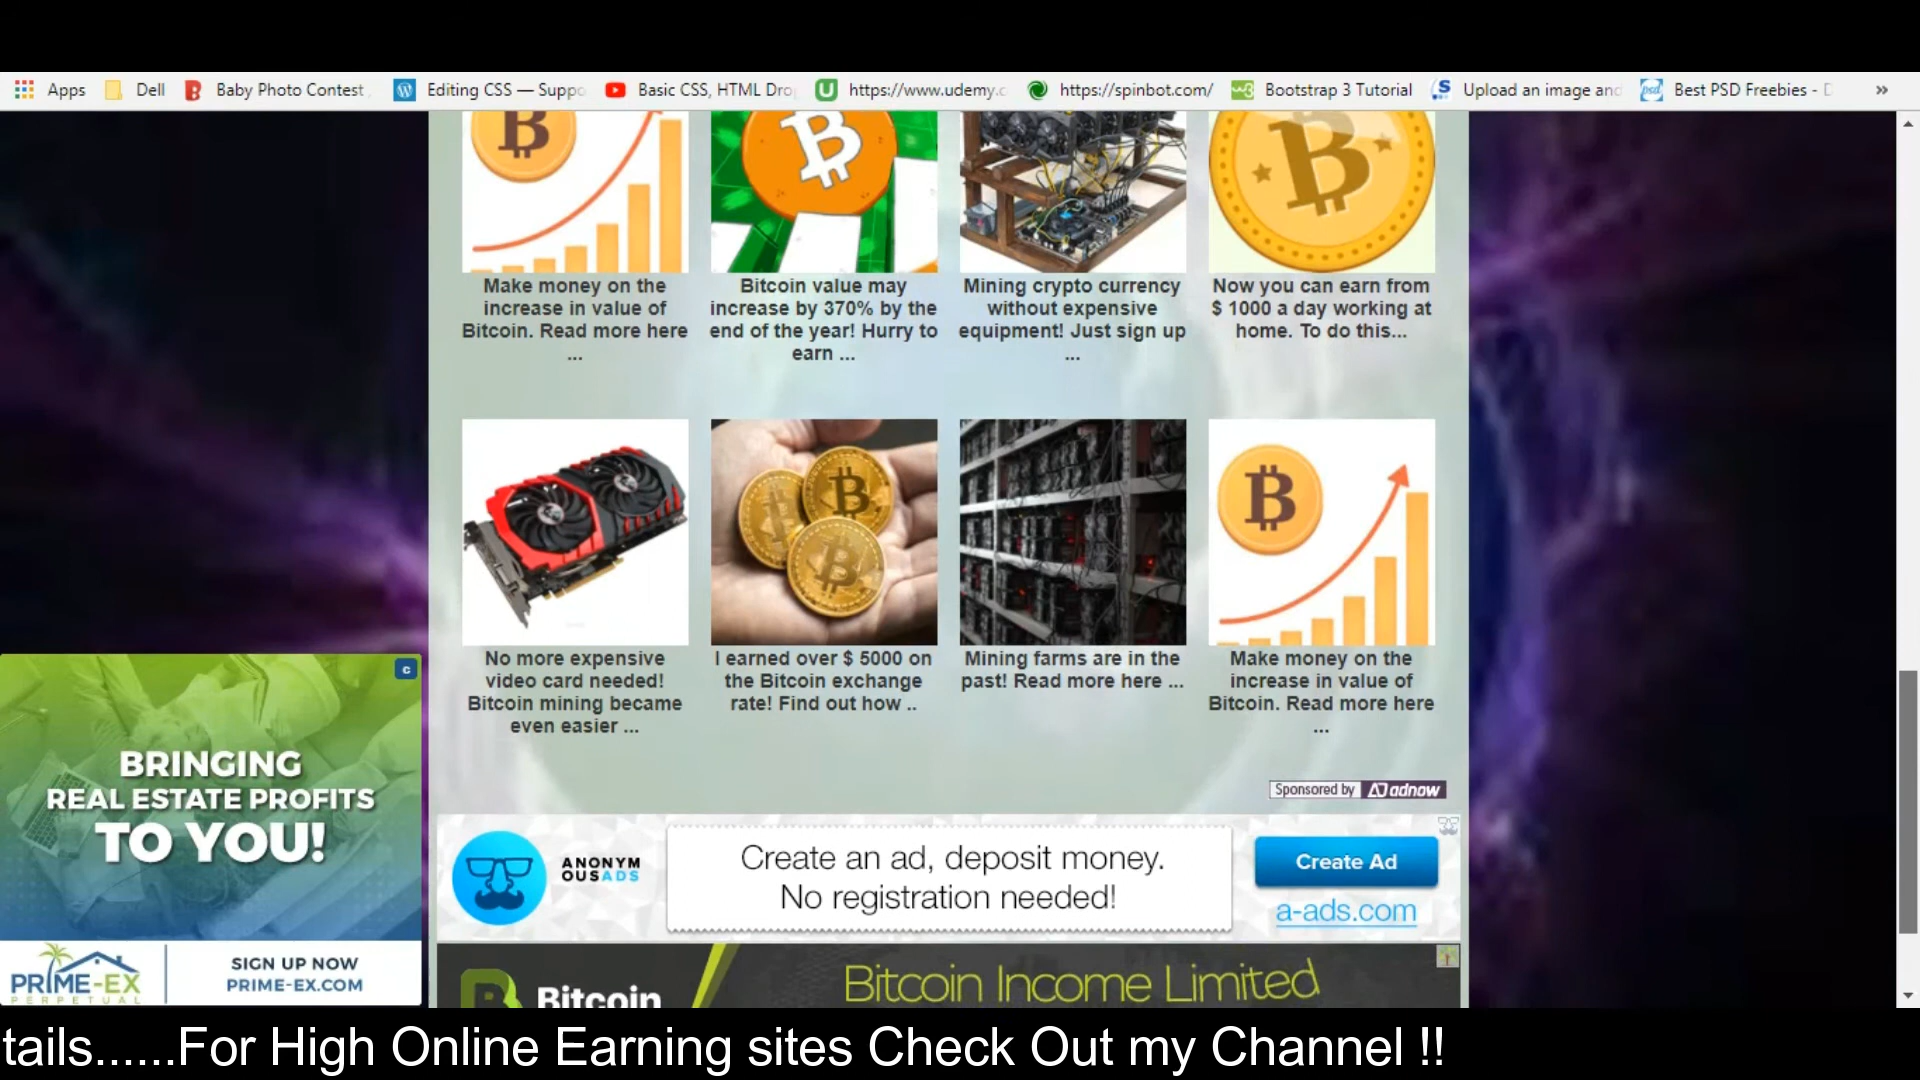 Apps
Dell
Baby Photo Contest
Editing CSS — Suppo
Basic CSS, HTML Dro
https://www.udemy.c
https://spinbot.com/
Bootstrap 3 Tutorial
Upload an image and
Best PSD Freebies - D
»
Make money on the
increase in value of
Bitcoin. Read more here
...
Bitcoin value may
increase by 370% by the
end of the year! Hurry to
earn ...
Mining crypto currency
without expensive
equipment! Just sign up
...
Now you can earn from
$ 1000 a day working at
home. To do this...
No more expensive
video card needed!
Bitcoin mining became
even easier ...
I earned over $ 5000 on
the Bitcoin exchange
rate! Find out how ..
Mining farms are in the
past! Read more here ...
Make money on the
increase in value of
Bitcoin. Read more here
...
Sponsored by adnow
BRINGING
REAL ESTATE PROFITS
TO YOU!
PRIME-EX
PERPETUAL
SIGN UP NOW
PRIME-EX.COM
ANONYM
OUSADS
Create an ad, deposit money.
No registration needed!
Create Ad
a-ads.com
Bitcoin
Bitcoin Income Limited
tails......For High Online Earning sites Check Out my Channel !!